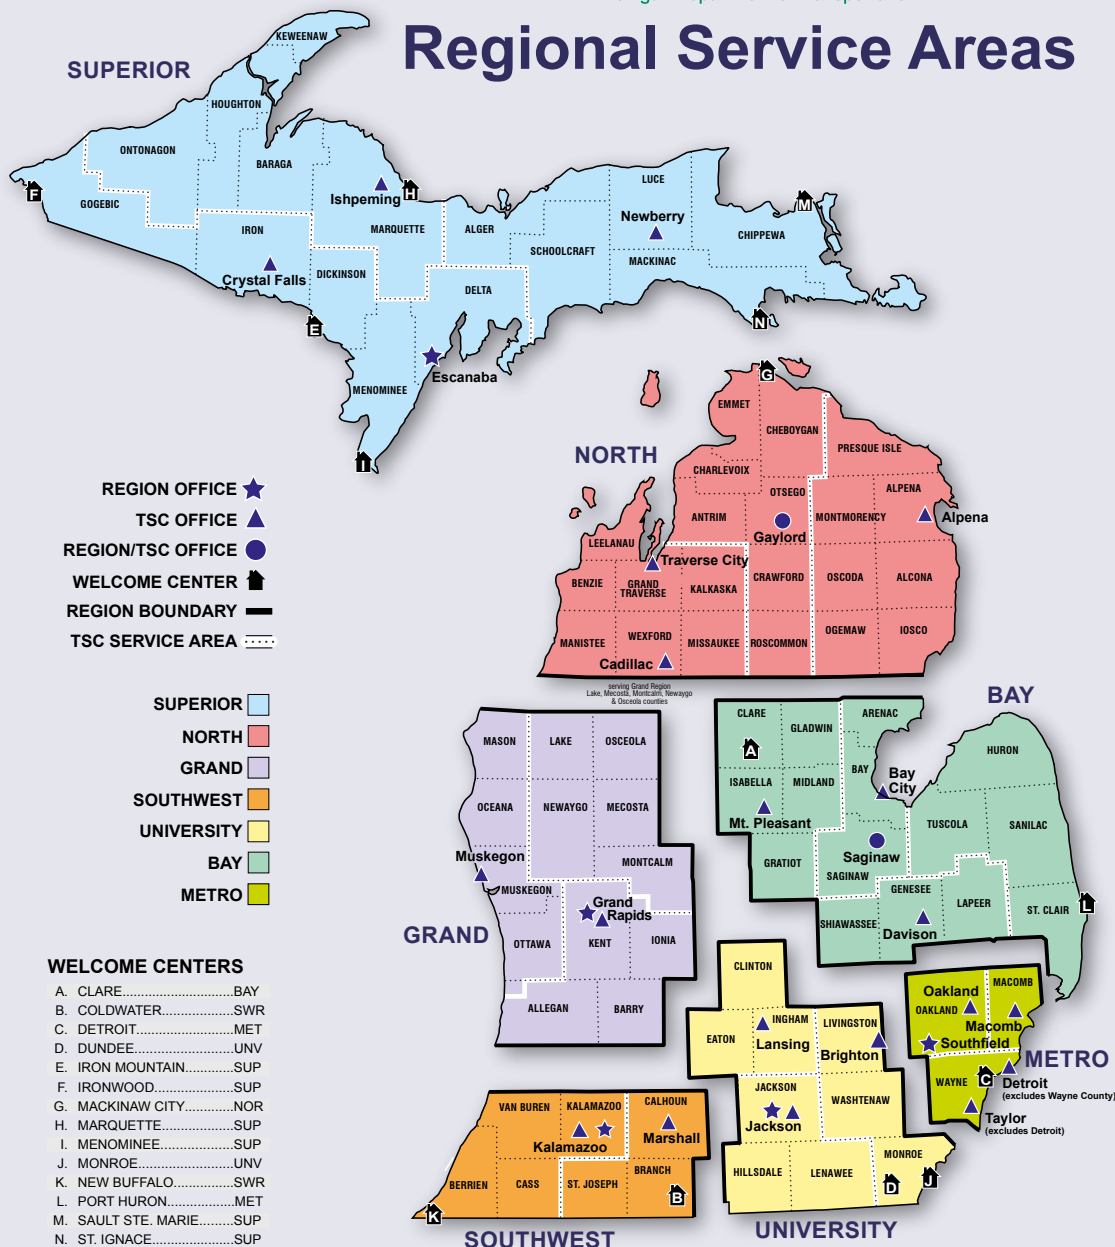 Regional Service Areas
SUPERIOR
KEWEENAW
HOUGHTON
ONTONAGON
BARAGA
GOGEBIC
F
Ishpeming
H
MARQUETTE
IRON
Crystal Falls
DICKINSON
E
ALGER
SCHOOLCRAFT
DELTA
LUCE
Newberry
MACKINAC
CHIPPEWA
M
N
Escanaba
MENOMINEE
I
NORTH
G
EMMET
CHEBOYGAN
PRESQUE ISLE
CHARLEVOIX
OTSEGO
ALPENA
ANTRIM
Gaylord
MONTMORENCY
Alpena
LEELANAU
Traverse City
BENZIE
GRAND
TRAVERSE
KALKASKA
CRAWFORD
OSCODA
ALCONA
MANISTEE
WEXFORD
MISSAUKEE
ROSCOMMON
OGEMAW
IOSCO
Cadillac
serving Grand Region
Lake, Mecosta, Montcalm, Newaygo
& Osceola counties
REGION OFFICE
TSC OFFICE
REGION/TSC OFFICE
WELCOME CENTER
REGION BOUNDARY
TSC SERVICE AREA
SUPERIOR
NORTH
GRAND
SOUTHWEST
UNIVERSITY
BAY
METRO
GRAND
MASON
LAKE
OSCEOLA
OCEANA
NEWAYGO
MECOSTA
Muskegon
MONTCALM
MUSKEGON
Grand
Rapids
OTTAWA
KENT
IONIA
ALLEGAN
BARRY
BAY
CLARE
GLADWIN
ARENAC
HURON
A
BAY
Bay
City
ISABELLA
MIDLAND
Mt. Pleasant
TUSCOLA
SANILAC
GRATIOT
Saginaw
SAGINAW
GENESEE
LAPEER
ST. CLAIR
L
SHIAWASSEE
Davison
CLINTON
EATON
INGHAM
Lansing
LIVINGSTON
Brighton
JACKSON
Jackson
WASHTENAW
HILLSDALE
LENAWEE
MONROE
D
J
UNIVERSITY
Oakland
OAKLAND
MACOMB
Macomb
Southfield
METRO
WAYNE
C
Detroit
(excludes Wayne County)
Taylor
(excludes Detroit)
VAN BUREN
KALAMAZOO
CALHOUN
Kalamazoo
Marshall
BERRIEN
CASS
ST. JOSEPH
BRANCH
B
K
SOUTHWEST
WELCOME CENTERS
A. CLARE............................BAY
B. COLDWATER..................SWR
C. DETROIT.........................MET
D. DUNDEE.........................UNV
E. IRON MOUNTAIN............SUP
F. IRONWOOD....................SUP
G. MACKINAW CITY............NOR
H. MARQUETTE..................SUP
I. MENOMINEE...................SUP
J. MONROE........................UNV
K. NEW BUFFALO...............SWR
L. PORT HURON................MET
M. SAULT STE. MARIE.........SUP
N. ST. IGNACE.....................SUP